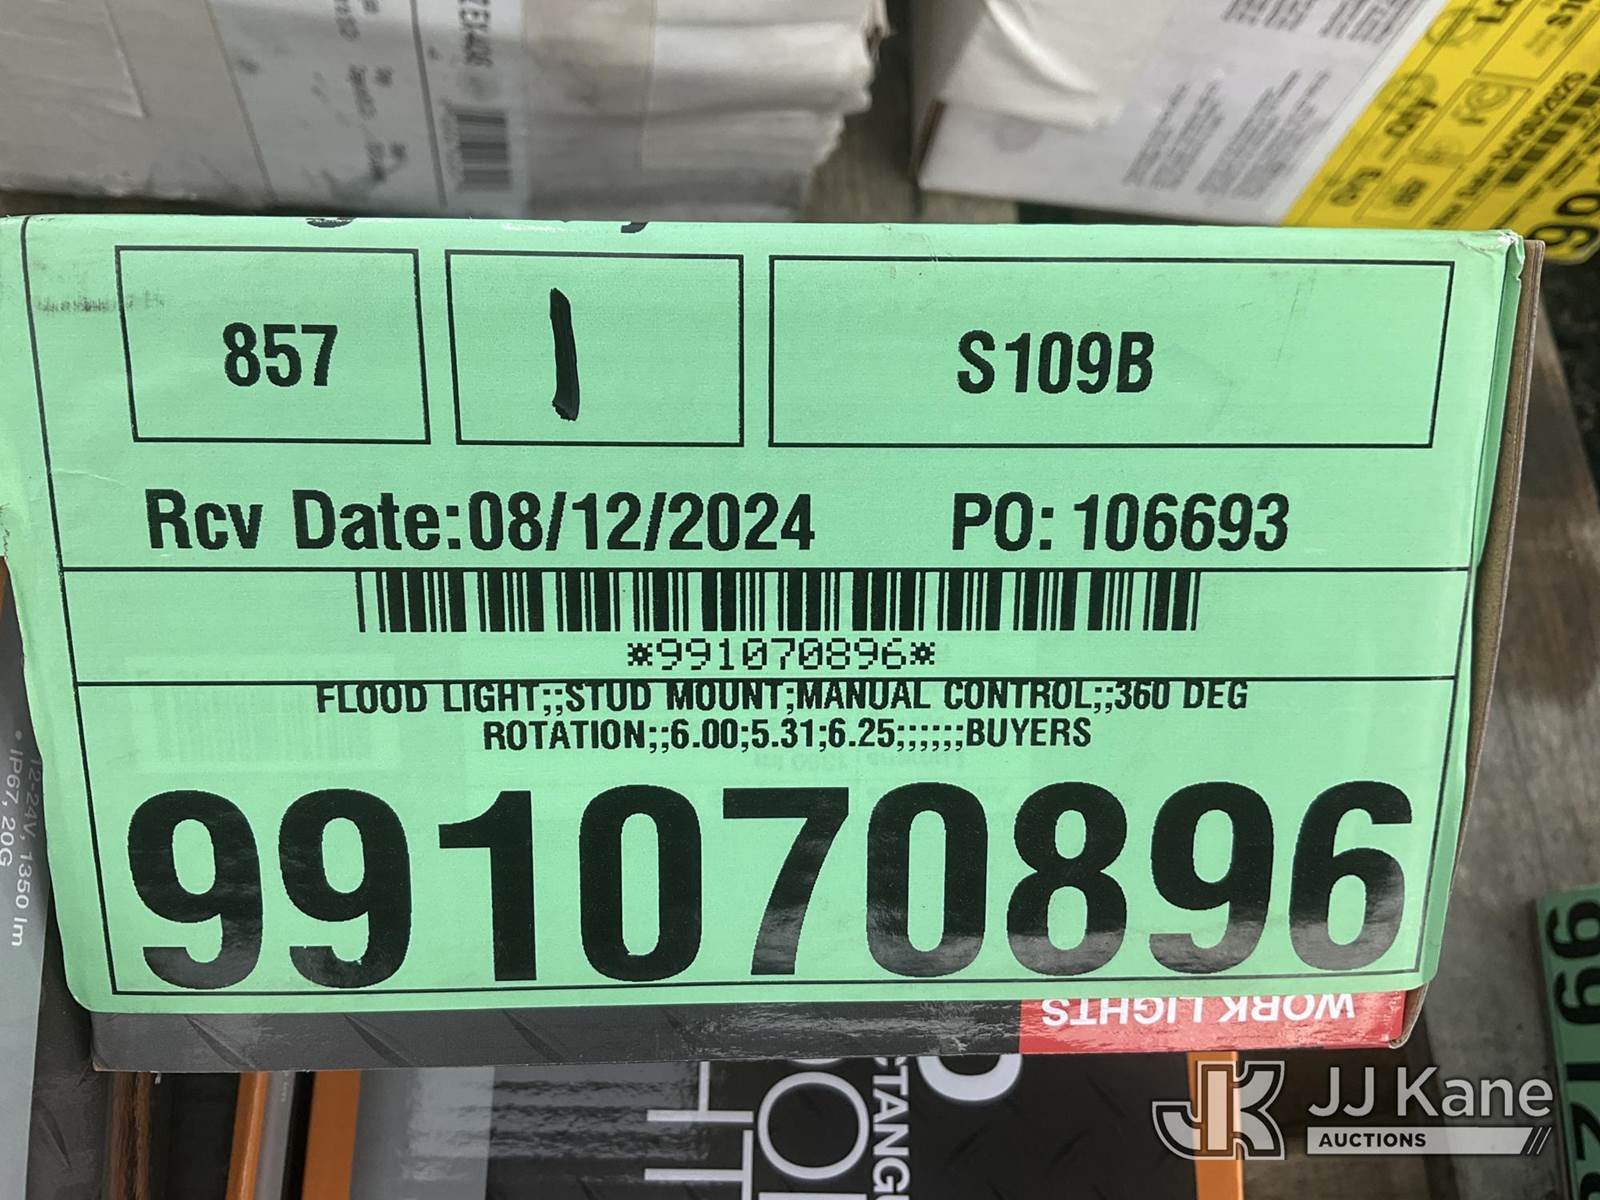 857
S109B
Rcv Date:08/12/2024 PO: 106693
*991070896*
FLOOD LIGHT;;STUD MOUNT;MANUAL CONTROL;;360 DEG
ROTATION;;6.00;5.31;6.25;;;;;;BUYERS
991070896
WORK LIGHTS
12-24V, 1350 lm
• IP67, 20G
JJ Kane
AUCTIONS